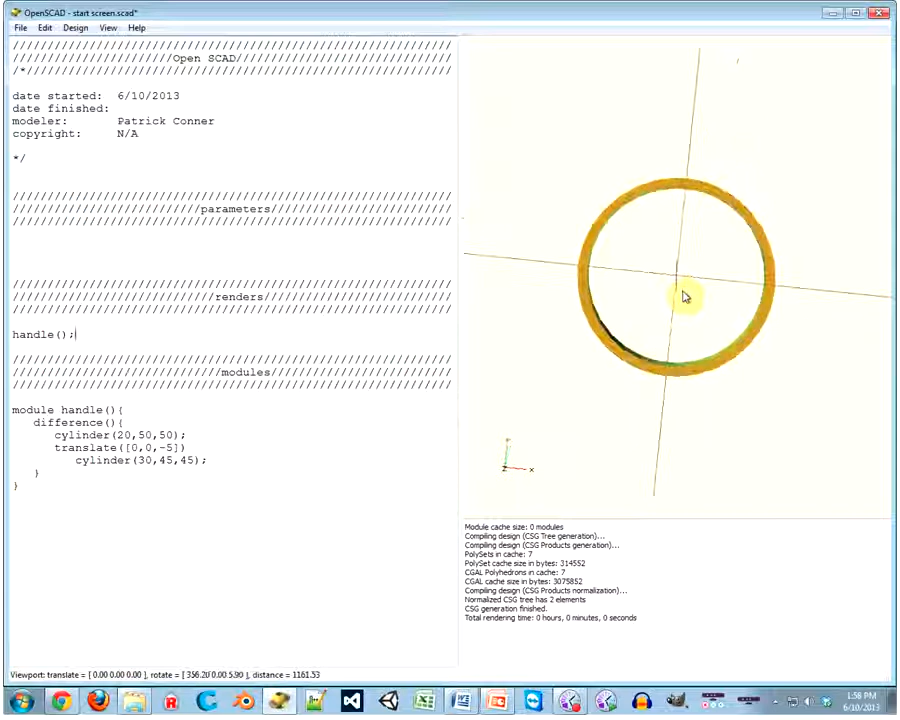 OpenSCAD - start screen.scad*
File Edit Design View Help
//////////////////////////////////////////////////////////////
///////////////////////Open SCAD//////////////////////////////
/*////////////////////////////////////////////////////////////
date started: 6/10/2013
date finished:
modeler: Patrick Conner
copyright: N/A
*/
//////////////////////////////////////////////////////////////
///////////////////////////parameters/////////////////////////
//////////////////////////////////////////////////////////////
//////////////////////////////////////////////////////////////
/////////////////////////////renders//////////////////////////
//////////////////////////////////////////////////////////////
handle();
//////////////////////////////////////////////////////////////
//////////////////////////////modules/////////////////////////
//////////////////////////////////////////////////////////////
module handle(){
difference(){
cylinder(20,50,50);
translate([0,0,-5])
cylinder(30,45,45);
}
}
y
z x
Module cache size: 0 modules
Compiling design (CSG Tree generation)...
Compiling design (CSG Products generation)...
PolySets in cache: 7
PolySet cache size in bytes: 314552
CGAL Polyhedrons in cache: 7
CGAL cache size in bytes: 3075852
Compiling design (CSG Products normalization)...
Normalized CSG tree has 2 elements
CSG generation finished.
Total rendering time: 0 hours, 0 minutes, 0 seconds
Viewport: translate = [ 0.00 0.00 0.00 ], rotate = [ 356.20 0.00 5.90 ], distance = 1161.53
1:58 PM
6/10/2013